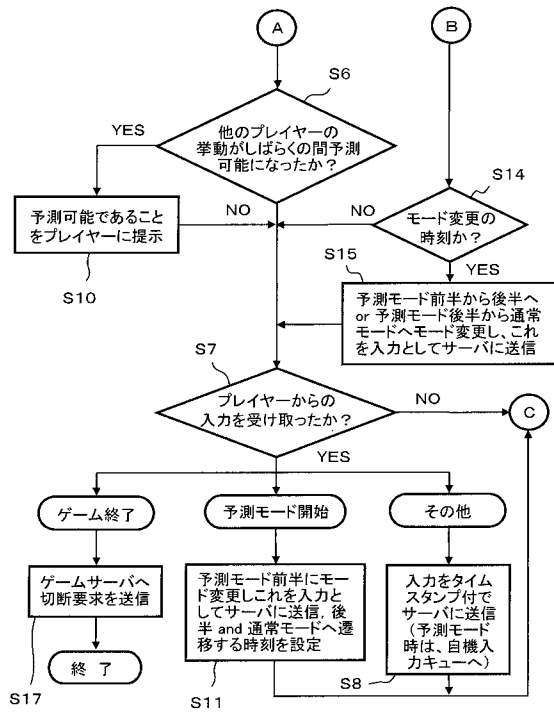 A
B
S6
YES
他のプレイヤーの
挙動がしばらくの間予測
可能になったか？
S14
予測可能であること
をプレイヤーに提示
NO
NO
モード変更の
時刻か？
S10
S15
YES
予測モード前半から後半へ
or 予測モード後半から通常
モードへモード変更し、これ
を入力としてサーバに送信
S7
プレイヤーからの
入力を受け取ったか？
NO
C
YES
ゲーム終了
予測モード開始
その他
ゲームサーバへ
切断要求を送信
予測モード前半にモー
ド変更しこれを入力と
してサーバに送信，後
半 and 通常モードへ遷
移する時刻を設定
入力をタイム
スタンプ付で
サーバに送信
(予測モード
時は、自機入
力キューへ)
終 了
S17
S11
S8